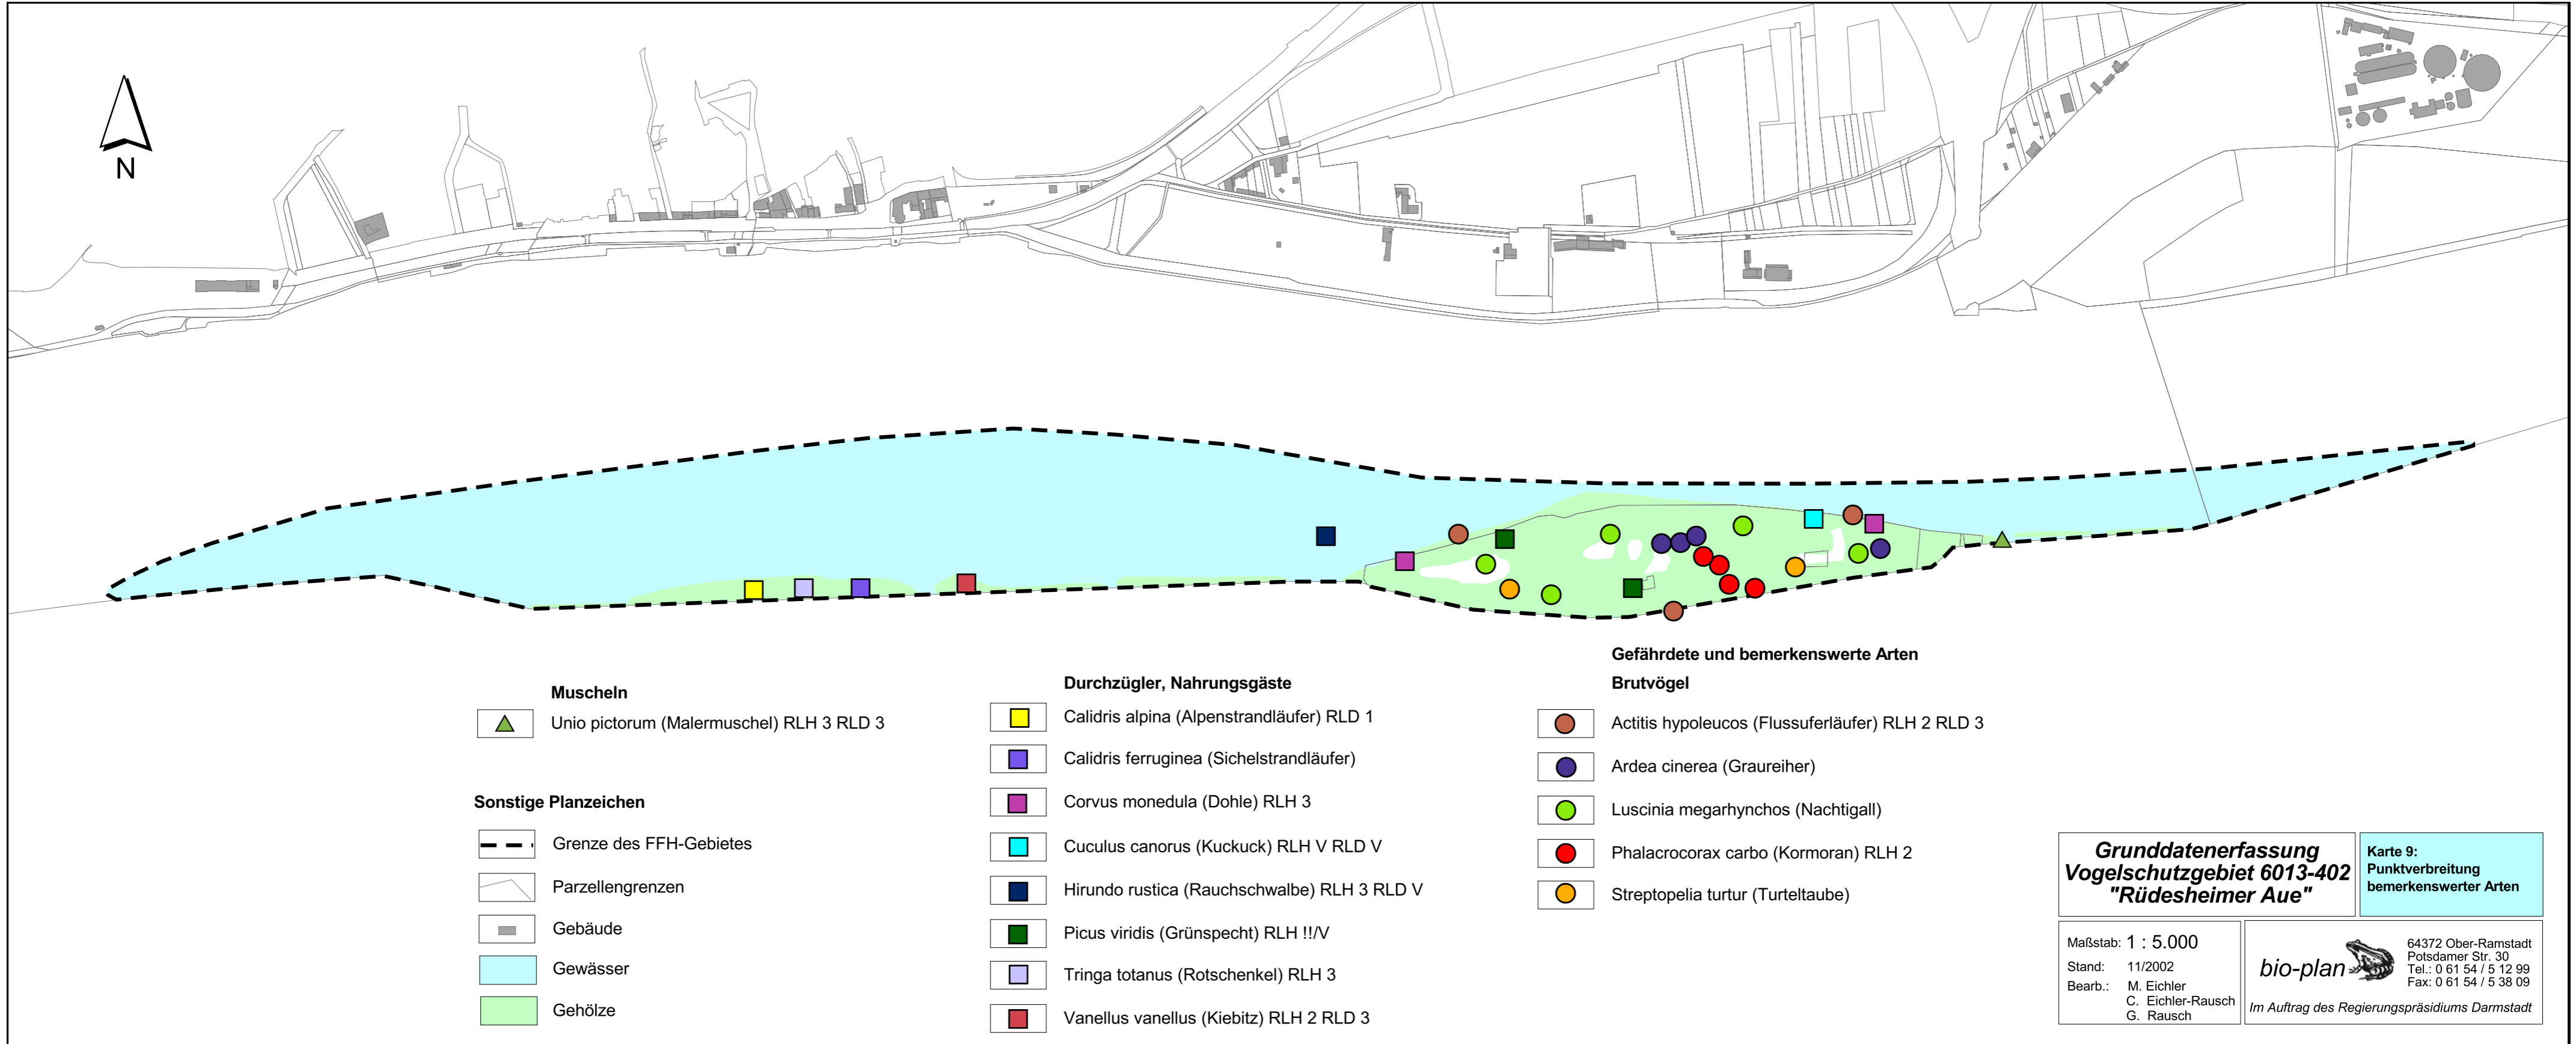 N
Muscheln
Unio pictorum (Malermuschel) RLH 3 RLD 3
Sonstige Planzeichen
Grenze des FFH-Gebietes
Parzellengrenzen
Gebäude
Gewässer
Gehölze
Durchzügler, Nahrungsgäste
Calidris alpina (Alpenstrandläufer) RLD 1
Calidris ferruginea (Sichelstrandläufer)
Corvus monedula (Dohle) RLH 3
Cuculus canorus (Kuckuck) RLH V RLD V
Hirundo rustica (Rauchschwalbe) RLH 3 RLD V
Picus viridis (Grünspecht) RLH !!/V
Tringa totanus (Rotschenkel) RLH 3
Vanellus vanellus (Kiebitz) RLH 2 RLD 3
Gefährdete und bemerkenswerte Arten
Brutvögel
Actitis hypoleucos (Flussuferläufer) RLH 2 RLD 3
Ardea cinerea (Graureiher)
Luscinia megarhynchos (Nachtigall)
Phalacrocorax carbo (Kormoran) RLH 2
Streptopelia turtur (Turteltaube)
Grunddatenerfassung
Vogelschutzgebiet 6013-402
"Rüdesheimer Aue"
Karte 9:
Punktverbreitung
bemerkenswerter Arten
Maßstab: 1 : 5.000
Stand: 11/2002
Bearb.: M. Eichler
C. Eichler-Rausch
G. Rausch
bio-plan
64372 Ober-Ramstadt
Potsdamer Str. 30
Tel.: 0 61 54 / 5 12 99
Fax: 0 61 54 / 5 38 09
Im Auftrag des Regierungspräsidiums Darmstadt